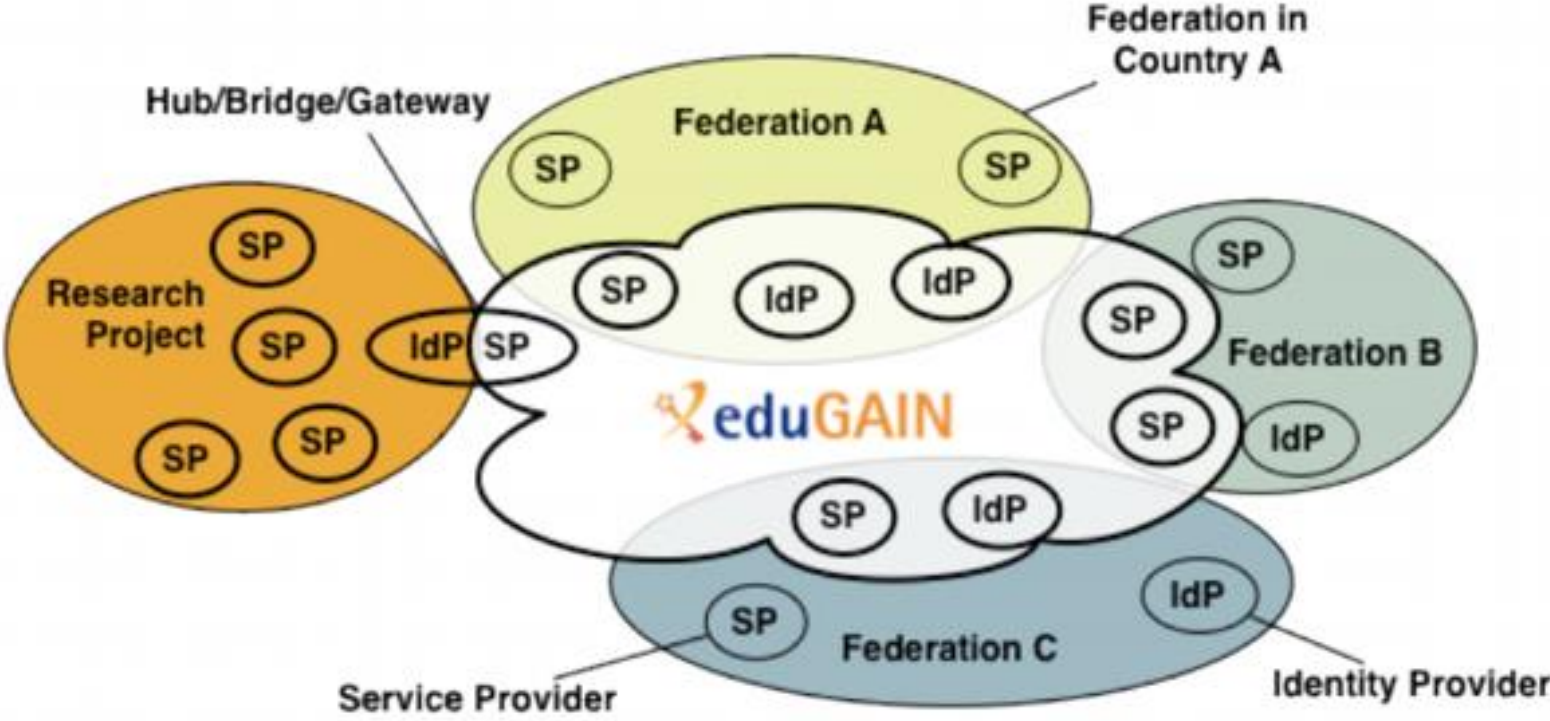 Federation in
Country A
Hub/Bridge/Gateway
Federation A
SP
SP
SP
SP
Research
Project
SP
IdP
IdP
SP
SP
Federation B
SP
IdP
SP
eduGAIN
SP
SP
SP
IdP
SP
IdP
IdP
SP
Federation C
Service Provider
Identity Provider